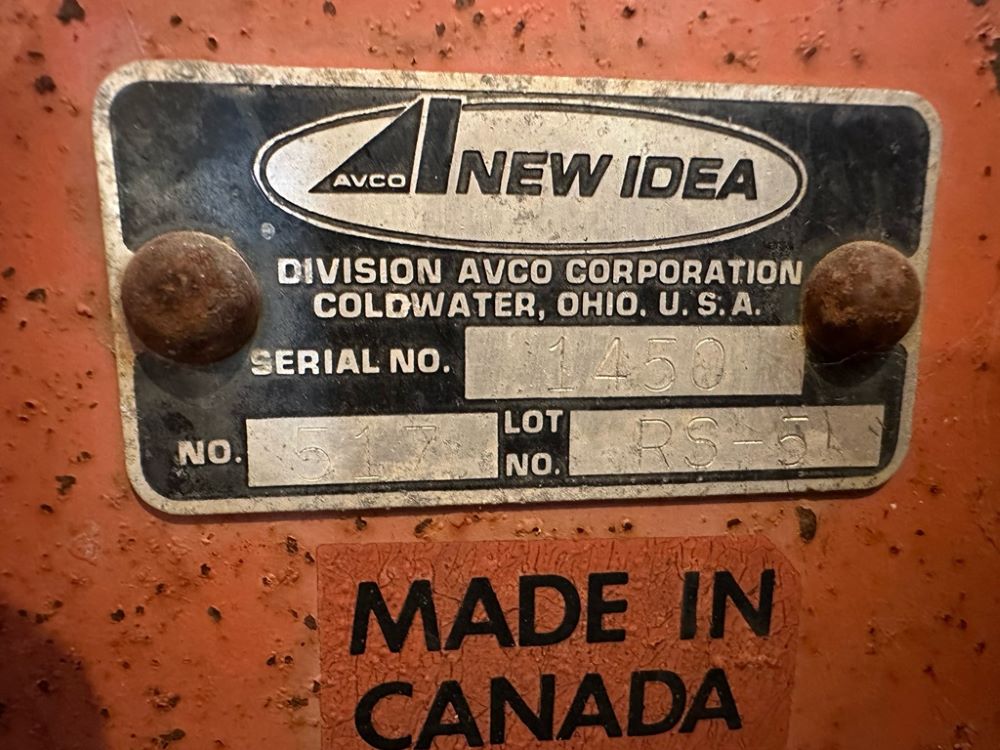 AVCO NEW IDEA
DIVISION AVCO CORPORATION
COLDWATER, OHIO, U.S.A.
SERIAL NO. 1450
NO. 517 LOT NO. RS-5
MADE IN
CANADA